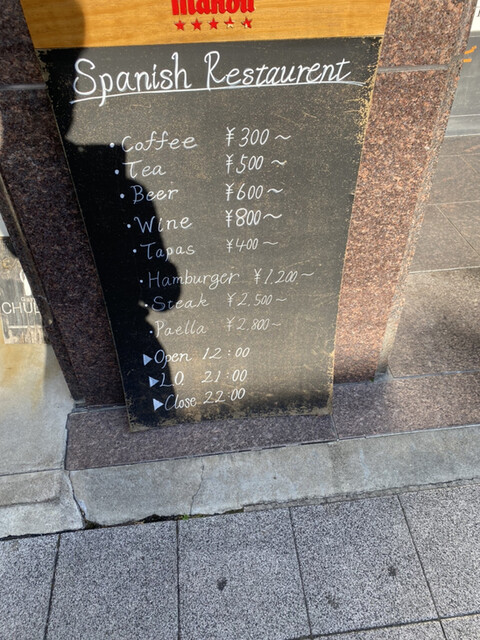 mahou
★★★★★
Spanish Restaurent
・Coffee ¥300～
・Tea ¥500～
・Beer ¥600～
・Wine ¥800～
・Tapas ¥400～
・Hamburger ¥1.200～
・Steak ¥2.500～
・Paella ¥2.800～
▶Open 12:00
▶L.O 21:00
▶Close 22:00